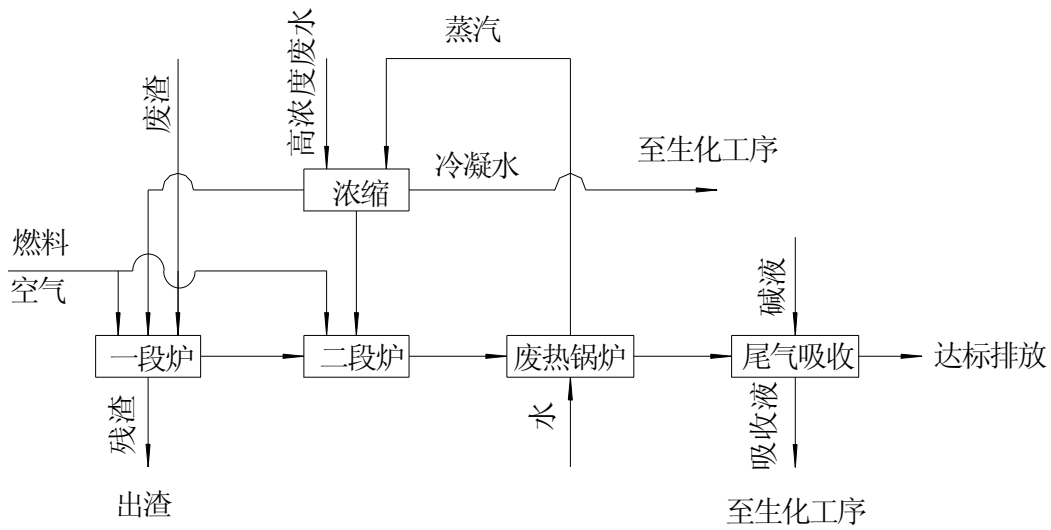 蒸汽
废渣
高浓度废水
冷凝水
至生化工序
浓缩
燃料
空气
碱液
一段炉
二段炉
废热锅炉
尾气吸收
达标排放
残渣
水
吸收液
出渣
至生化工序